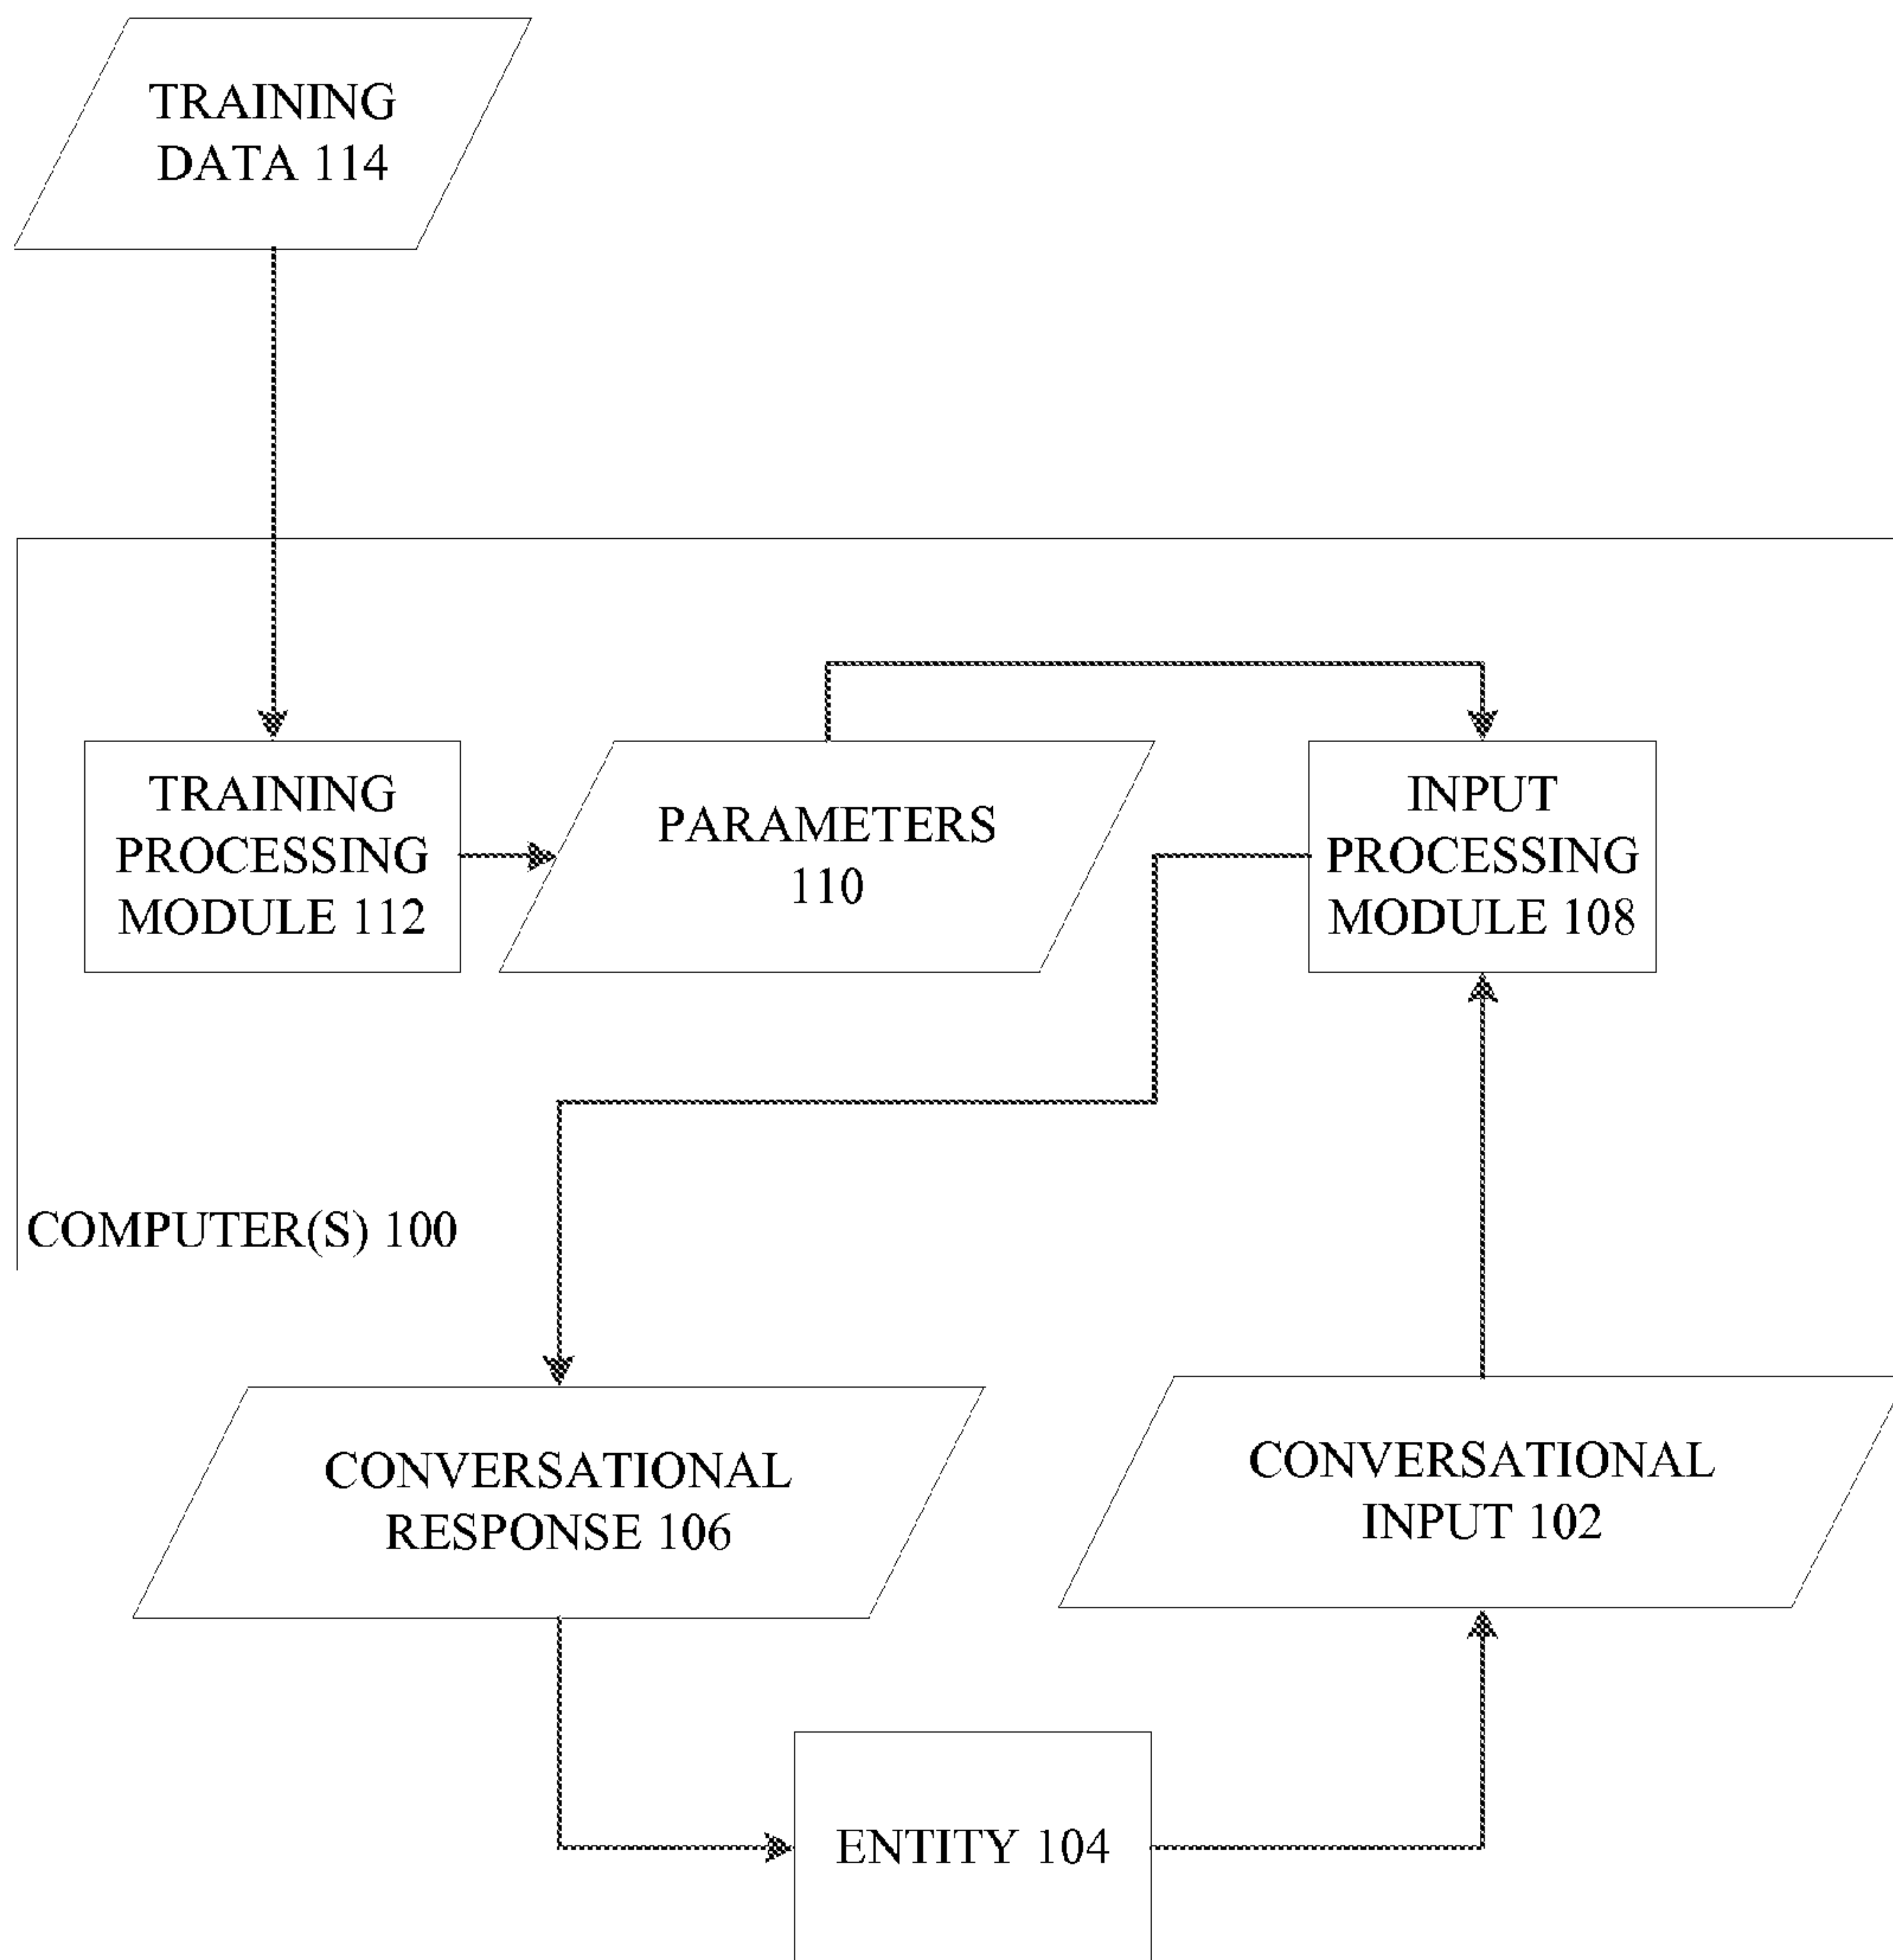 TRAINING
DATA 114
TRAINING
PROCESSING
MODULE 112
PARAMETERS
110
INPUT
PROCESSING
MODULE 108
COMPUTER(S) 100
CONVERSATIONAL
RESPONSE 106
CONVERSATIONAL
INPUT 102
ENTITY 104